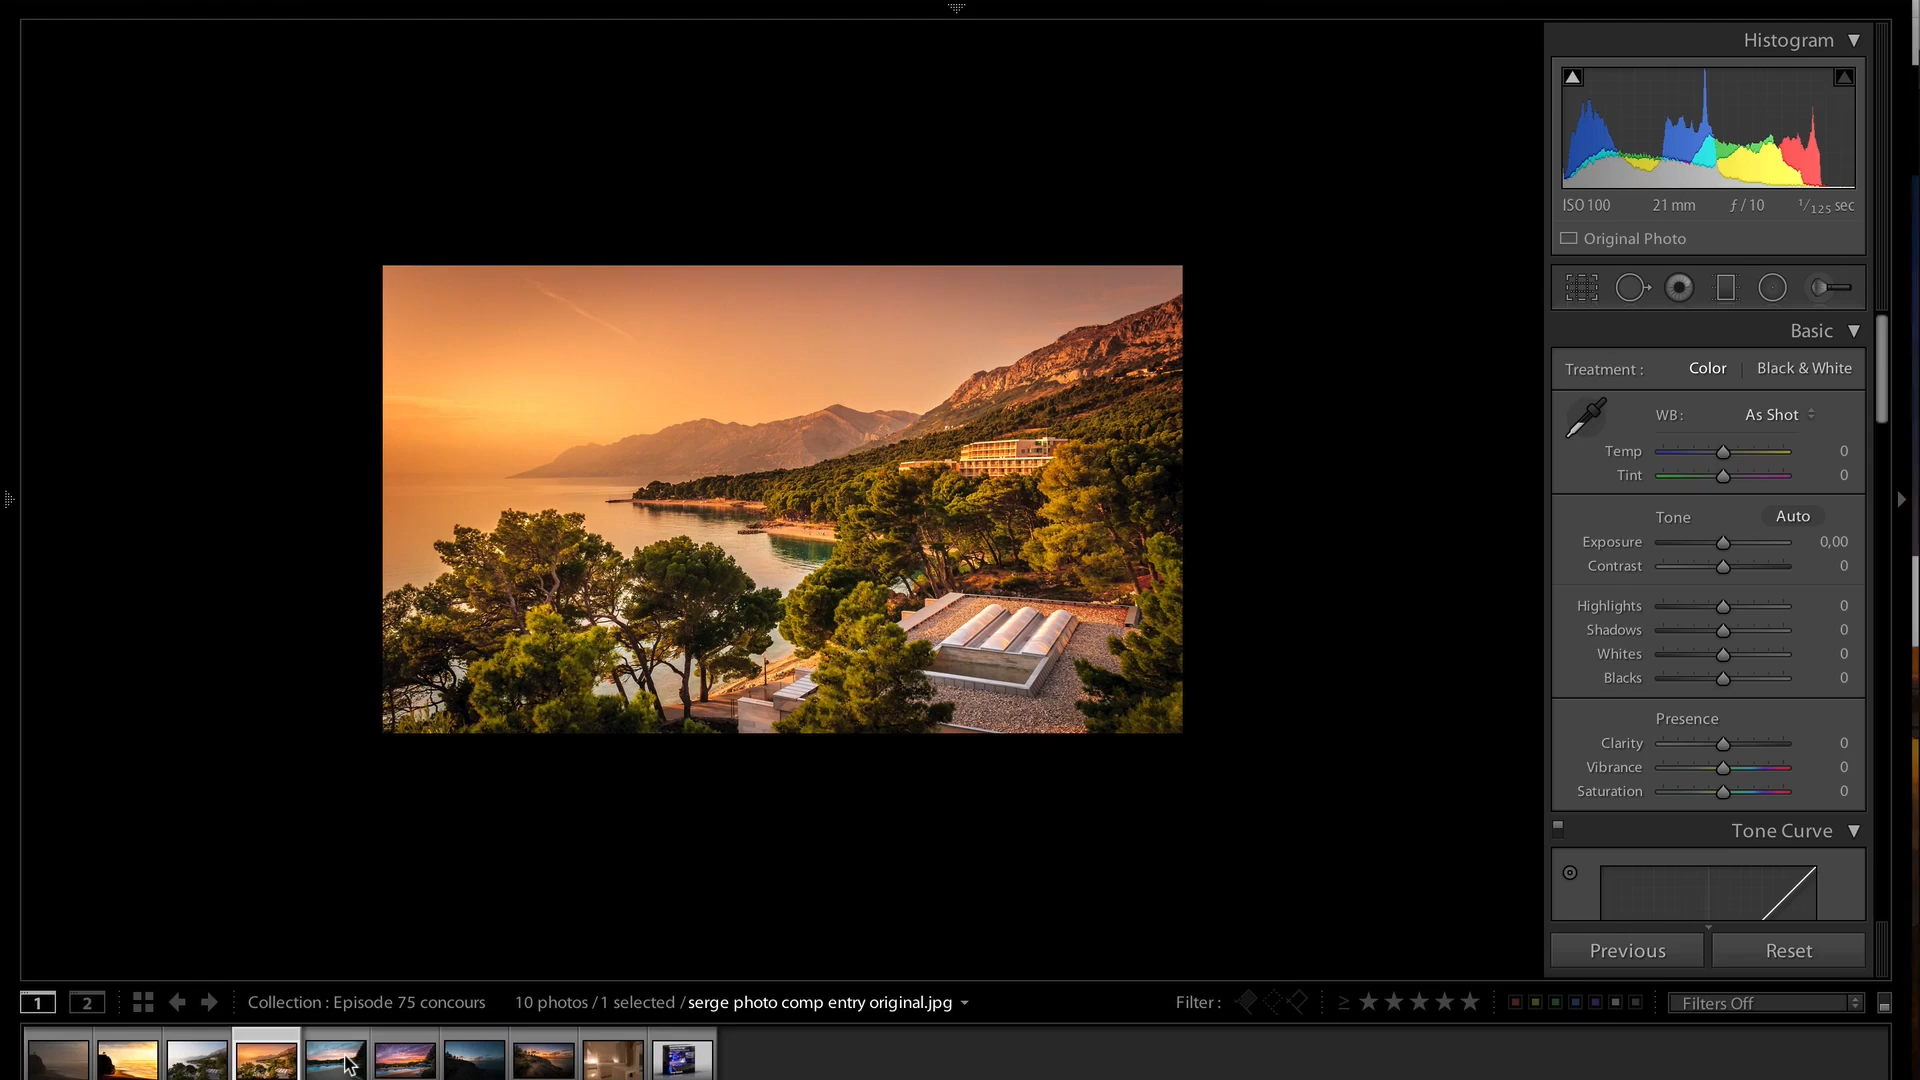 Histogram
ISO 100 21 mm ƒ / 10 1/125 sec
Original Photo
Basic
Treatment : Color Black & White
WB : As Shot
Temp 0
Tint 0
Tone Auto
Exposure 0,00
Contrast 0
Highlights 0
Shadows 0
Whites 0
Blacks 0
Presence
Clarity 0
Vibrance 0
Saturation 0
Tone Curve
Previous Reset
1 2 Collection : Episode 75 concours 10 photos / 1 selected / serge photo comp entry original.jpg Filter : ≥ Filters Off